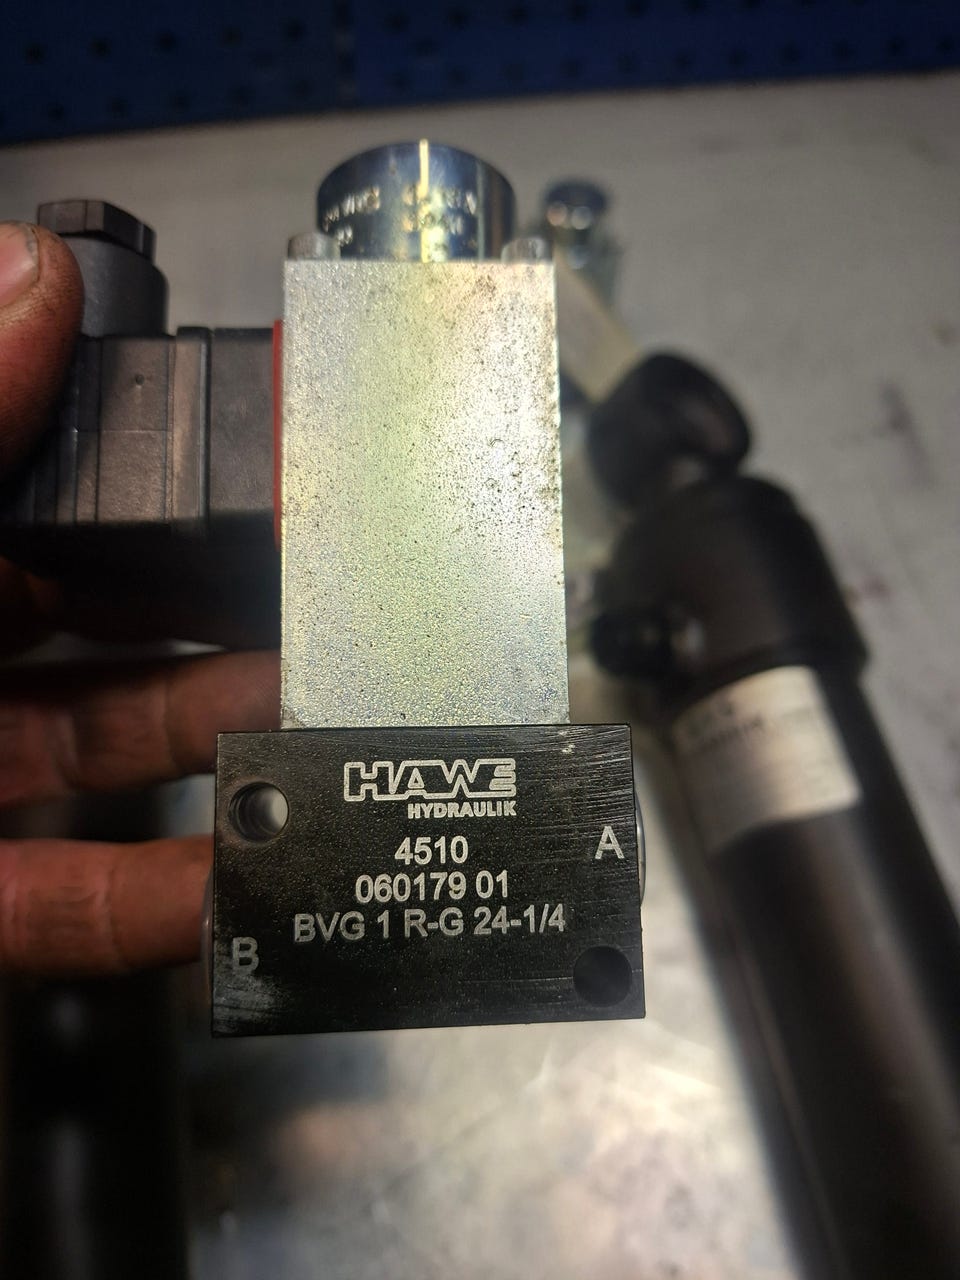 HAWE
HYDRAULIK
4510
060179 01
BVG 1 R-G 24-1/4
A
B